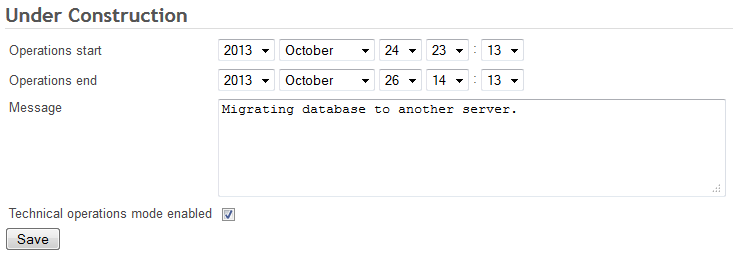 Under Construction
Operations start 2013 October 24 23 : 13
Operations end 2013 October 26 14 : 13
Message Migrating database to another server.
Technical operations mode enabled
Save